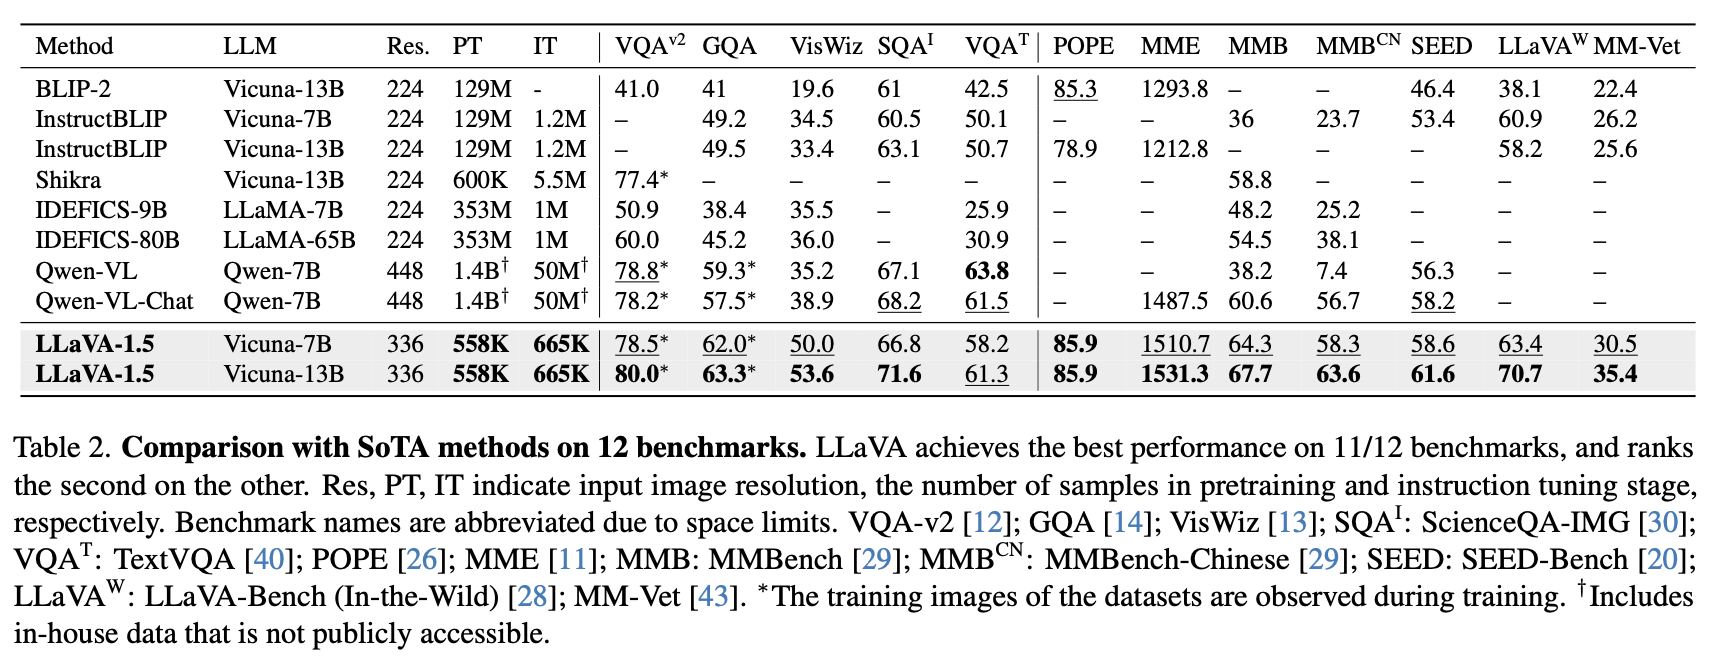 Method LLM Res. PT IT VQAv2 GQA VisWiz SQAI VQAT POPE MME MMB MMBCN SEED LLaVAW MM-Vet
BLIP-2 Vicuna-13B 224 129M - 41.0 41 19.6 61 42.5 85.3 1293.8 – – 46.4 38.1 22.4
InstructBLIP Vicuna-7B 224 129M 1.2M – 49.2 34.5 60.5 50.1 – – 36 23.7 53.4 60.9 26.2
InstructBLIP Vicuna-13B 224 129M 1.2M – 49.5 33.4 63.1 50.7 78.9 1212.8 – – – 58.2 25.6
Shikra Vicuna-13B 224 600K 5.5M 77.4* – – – – – – 58.8 – – – –
IDEFICS-9B LLaMA-7B 224 353M 1M 50.9 38.4 35.5 – 25.9 – – 48.2 25.2 – – –
IDEFICS-80B LLaMA-65B 224 353M 1M 60.0 45.2 36.0 – 30.9 – – 54.5 38.1 – – –
Qwen-VL Qwen-7B 448 1.4B† 50M† 78.8* 59.3* 35.2 67.1 63.8 – – 38.2 7.4 56.3 – –
Qwen-VL-Chat Qwen-7B 448 1.4B† 50M† 78.2* 57.5* 38.9 68.2 61.5 – 1487.5 60.6 56.7 58.2 – –
LLaVA-1.5 Vicuna-7B 336 558K 665K 78.5* 62.0* 50.0 66.8 58.2 85.9 1510.7 64.3 58.3 58.6 63.4 30.5
LLaVA-1.5 Vicuna-13B 336 558K 665K 80.0* 63.3* 53.6 71.6 61.3 85.9 1531.3 67.7 63.6 61.6 70.7 35.4
Table 2. Comparison with SoTA methods on 12 benchmarks. LLaVA achieves the best performance on 11/12 benchmarks, and ranks
the second on the other. Res, PT, IT indicate input image resolution, the number of samples in pretraining and instruction tuning stage,
respectively. Benchmark names are abbreviated due to space limits. VQA-v2 [12]; GQA [14]; VisWiz [13]; SQAI: ScienceQA-IMG [30];
VQAT: TextVQA [40]; POPE [26]; MME [11]; MMB: MMBench [29]; MMBCN: MMBench-Chinese [29]; SEED: SEED-Bench [20];
LLaVAW: LLaVA-Bench (In-the-Wild) [28]; MM-Vet [43]. *The training images of the datasets are observed during training. †Includes
in-house data that is not publicly accessible.